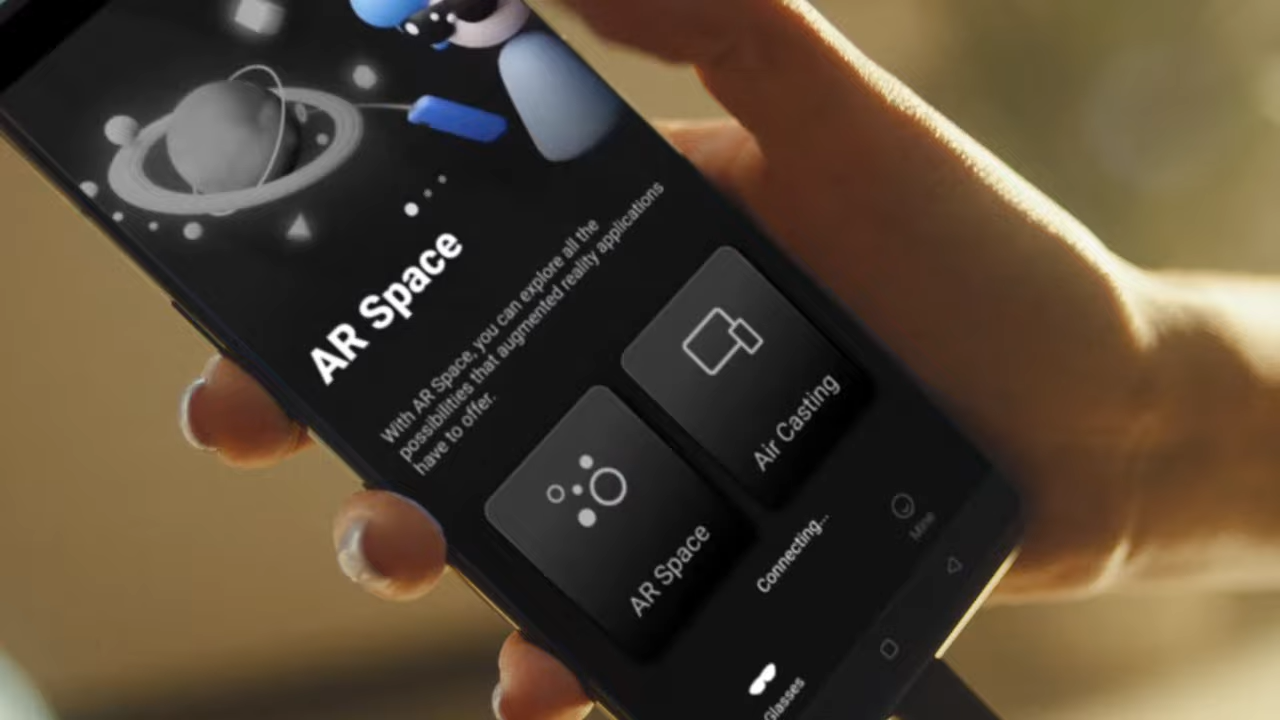 AR Space
With AR Space, you can explore all the
possibilities that augmented reality applications
have to offer.
AR Space
Air Casting
Connecting...
Glasses
Mine